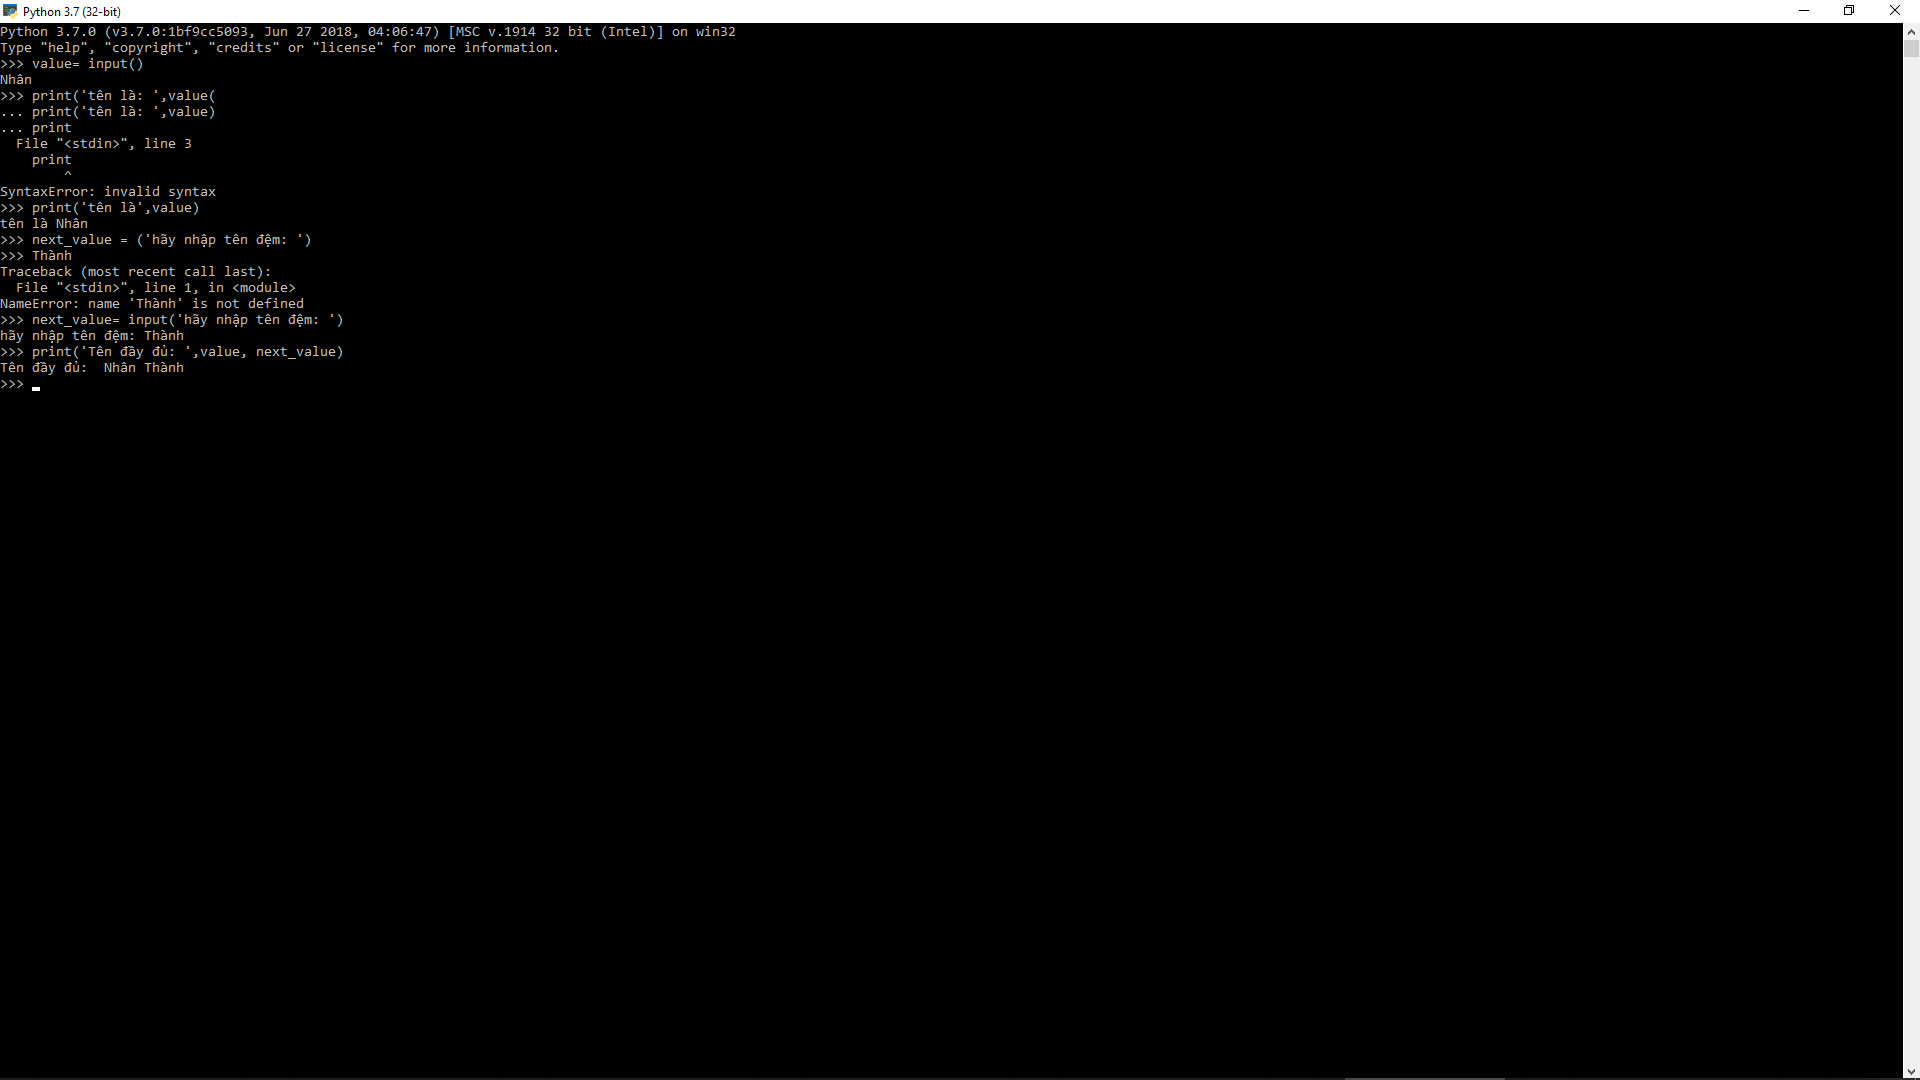 Python 3.7 (32-bit)
Python 3.7.0 (v3.7.0:1bf9cc5093, Jun 27 2018, 04:06:47) [MSC v.1914 32 bit (Intel)] on win32
Type "help", "copyright", "credits" or "license" for more information.
>>> value= input()
Nhân
>>> print('tên là: ',value(
... print('tên là: ',value)
... print
  File "<stdin>", line 3
    print
        ^
SyntaxError: invalid syntax
>>> print('tên là',value)
tên là Nhân
>>> next_value = ('hãy nhập tên đệm: ')
>>> Thành
Traceback (most recent call last):
  File "<stdin>", line 1, in <module>
NameError: name 'Thành' is not defined
>>> next_value= input('hãy nhập tên đệm: ')
hãy nhập tên đệm: Thành
>>> print('Tên đầy đủ: ',value, next_value)
Tên đầy đủ:  Nhân Thành
>>>